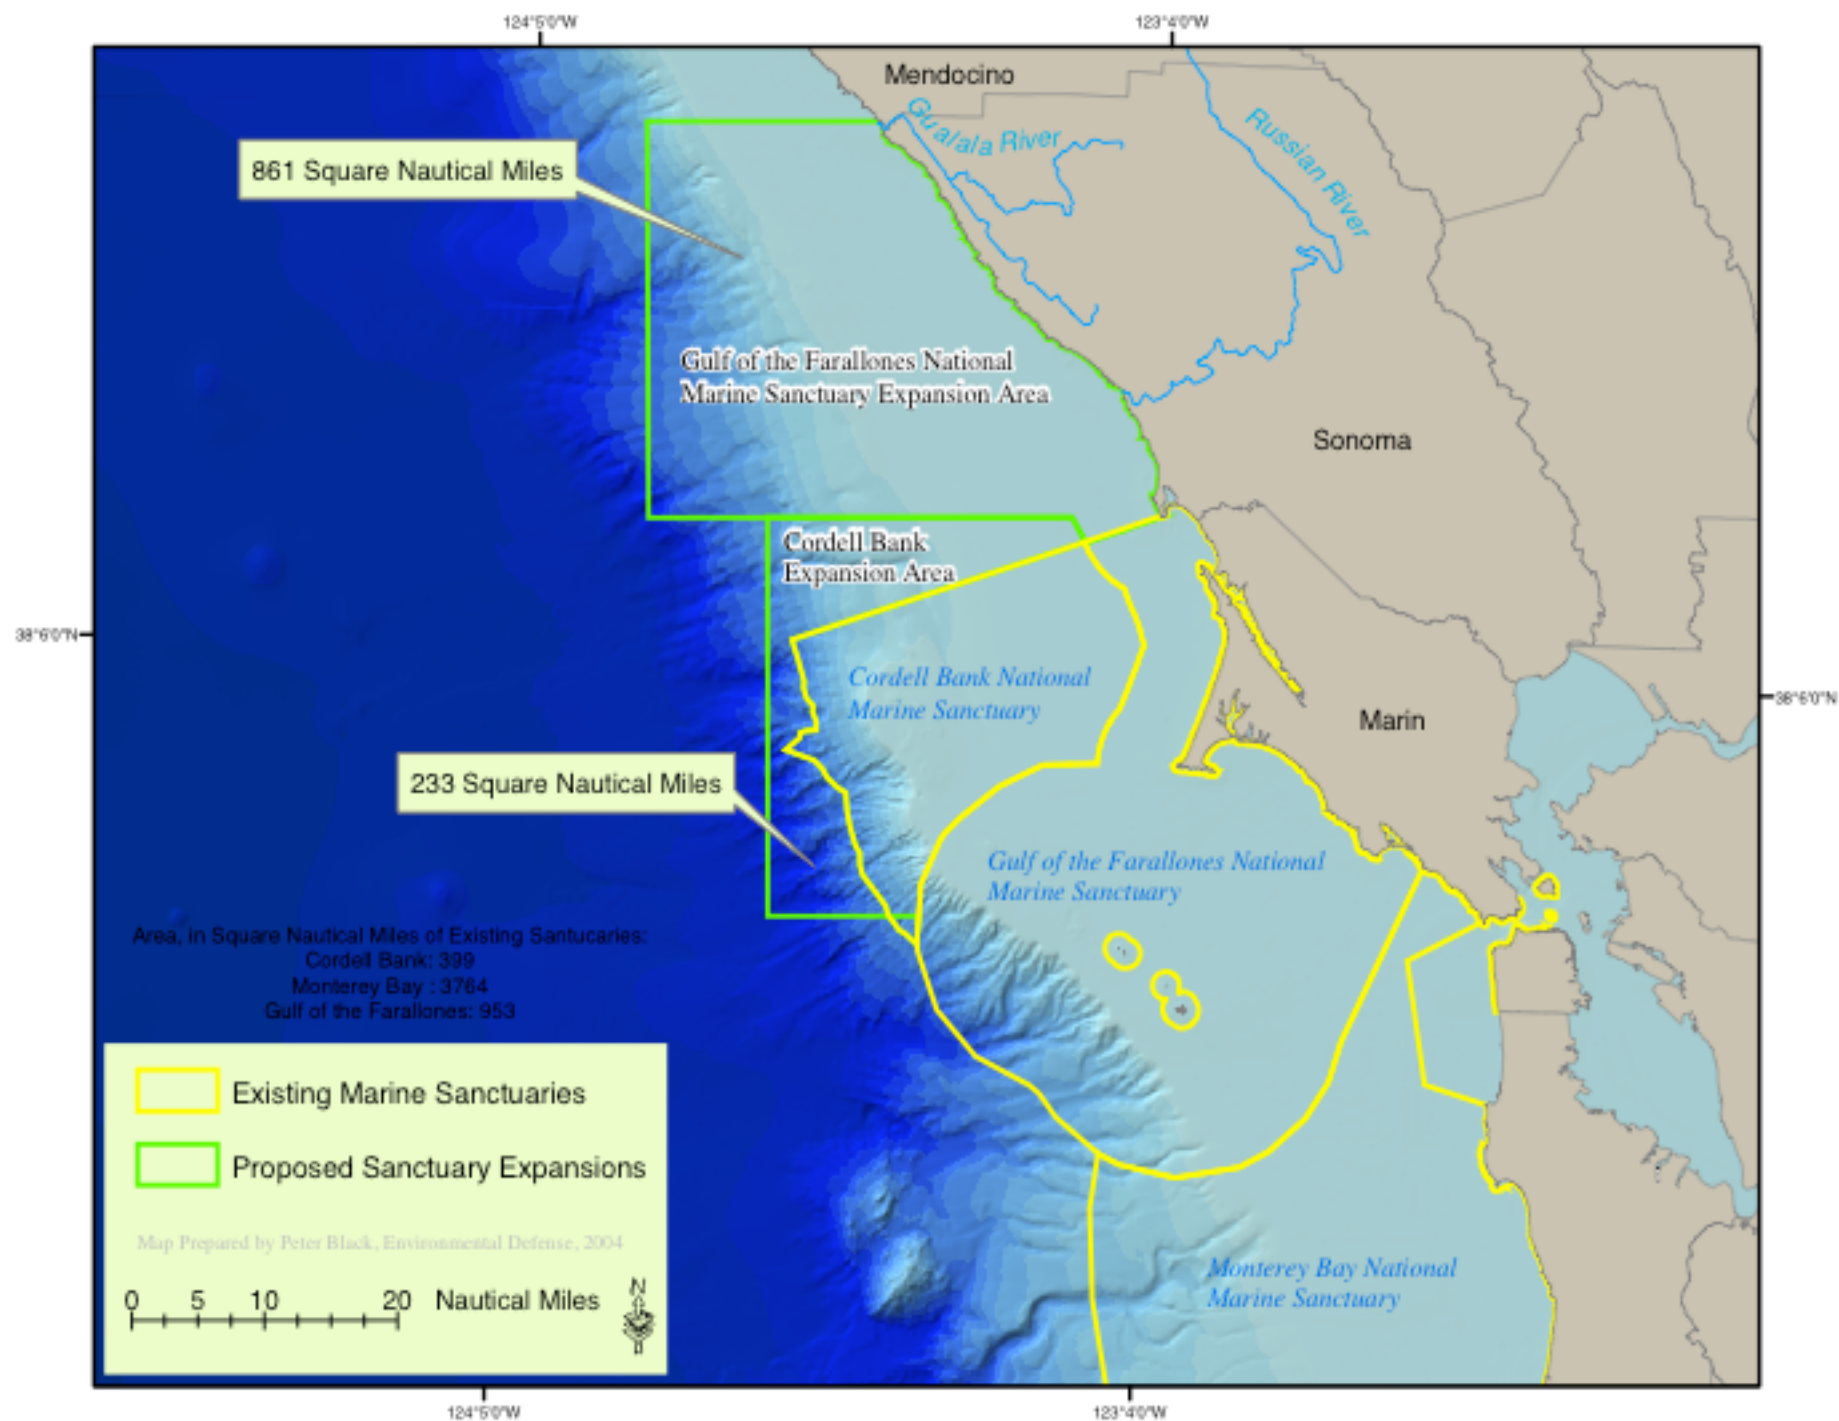 124°5'0"W
123°4'0"W
Mendocino
Gualala River
Russian River
861 Square Nautical Miles
Gulf of the Farallones National
Marine Sanctuary Expansion Area
Sonoma
Cordell Bank
Expansion Area
38°6'0"N
38°6'0"N
Cordell Bank National
Marine Sanctuary
Marin
233 Square Nautical Miles
Gulf of the Farallones National
Marine Sanctuary
Area, in Square Nautical Miles of Existing Santucaries:
Cordell Bank: 399
Monterey Bay : 3764
Gulf of the Farallones: 953
Existing Marine Sanctuaries
Proposed Sanctuary Expansions
Map Prepared by Peter Black, Environmental Defense, 2004
0 5 10 20 Nautical Miles
N
Monterey Bay National
Marine Sanctuary
124°5'0"W
123°4'0"W